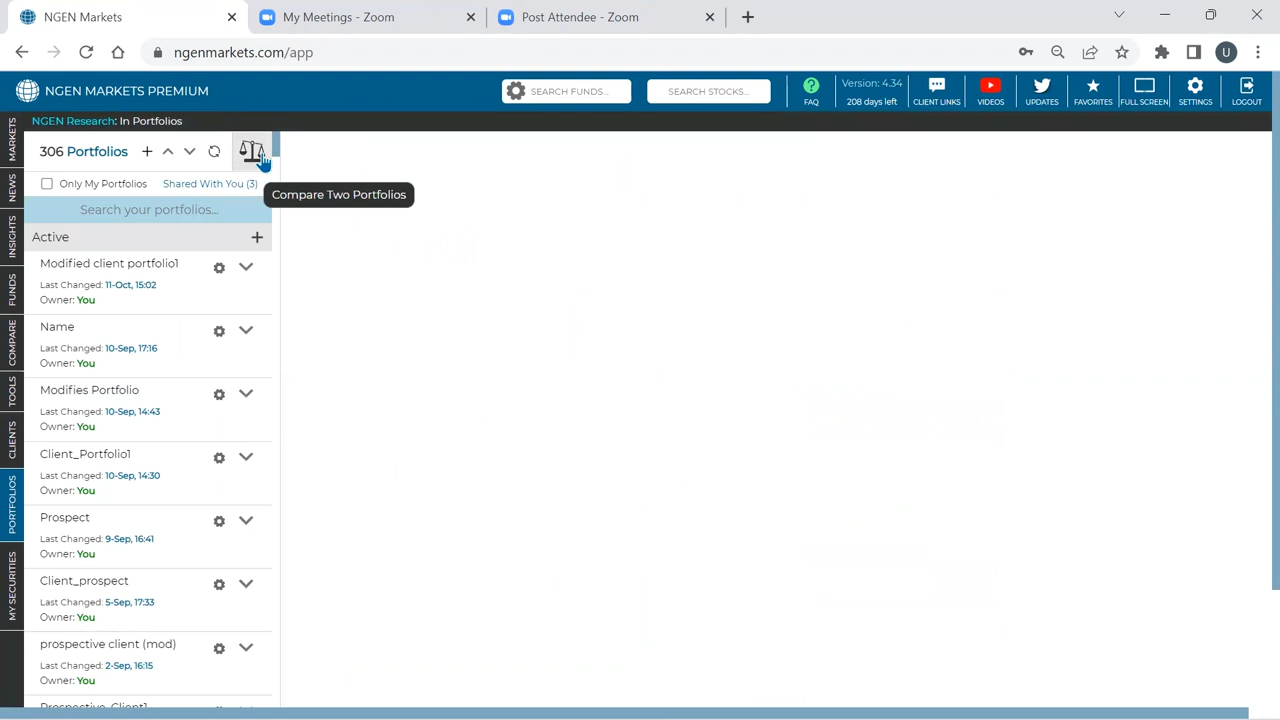 NGEN Markets
My Meetings - Zoom
Post Attendee - Zoom
ngenmarkets.com/app
U
NGEN MARKETS PREMIUM
SEARCH FUNDS...
SEARCH STOCKS...
FAQ
Version: 4.34
208 days left
CLIENT LINKS
VIDEOS
UPDATES
FAVORITES
FULL SCREEN
SETTINGS
LOGOUT
NGEN Research: In Portfolios
MARKETS
NEWS
INSIGHTS
FUNDS
COMPARE
TOOLS
CLIENTS
PORTFOLIOS
MY SECURITIES
306 Portfolios
Compare Two Portfolios
Only My Portfolios
Shared With You (3)
Search your portfolios...
Active
Modified client portfolio1
Last Changed: 11-Oct, 15:02
Owner: You
Name
Last Changed: 10-Sep, 17:16
Owner: You
Modifies Portfolio
Last Changed: 10-Sep, 14:43
Owner: You
Client_Portfolio1
Last Changed: 10-Sep, 14:30
Owner: You
Prospect
Last Changed: 9-Sep, 16:41
Owner: You
Client_prospect
Last Changed: 5-Sep, 17:33
Owner: You
prospective client (mod)
Last Changed: 2-Sep, 16:15
Owner: You
Prospective_Client1